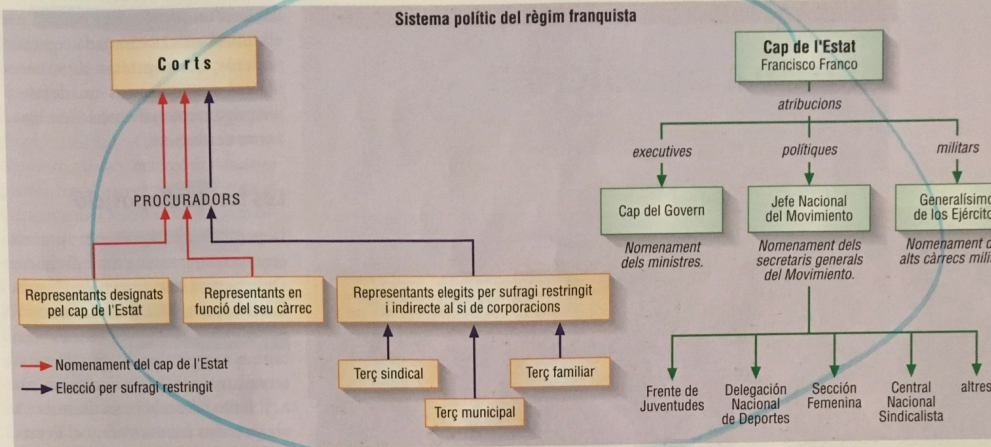 Sistema polític del règim franquista
Corts
PROCURADORS
Representants designats
pel cap de l'Estat
Representants en
funció del seu càrrec
Representants elegits per sufragi restringit
i indirecte al si de corporacions
Terç sindical
Terç familiar
Terç municipal
Nomenament del cap de l'Estat
Elecció per sufragi restringit
Cap de l'Estat
Francisco Franco
atribucions
executives
polítiques
militars
Cap del Govern
Jefe Nacional
del Movimiento
Generalísimo
de los Ejércit
Nomenament
dels ministres.
Nomenament dels
secretaris generals
del Movimiento.
Nomenament d
alts càrrecs mili
Frente de
Juventudes
Delegación
Nacional
de Deportes
Sección
Femenina
Central
Nacional
Sindicalista
altres